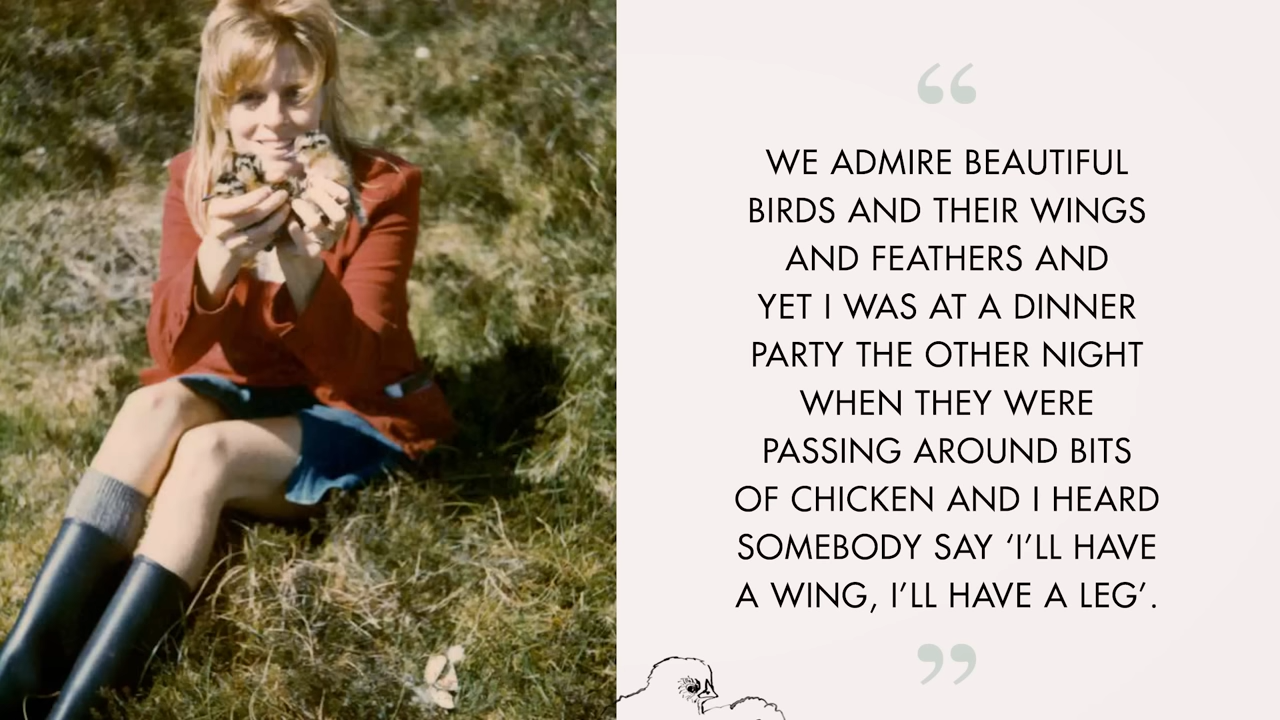 “
WE ADMIRE BEAUTIFUL
BIRDS AND THEIR WINGS
AND FEATHERS AND
YET I WAS AT A DINNER
PARTY THE OTHER NIGHT
WHEN THEY WERE
PASSING AROUND BITS
OF CHICKEN AND I HEARD
SOMEBODY SAY ‘I’LL HAVE
A WING, I’LL HAVE A LEG’.
”